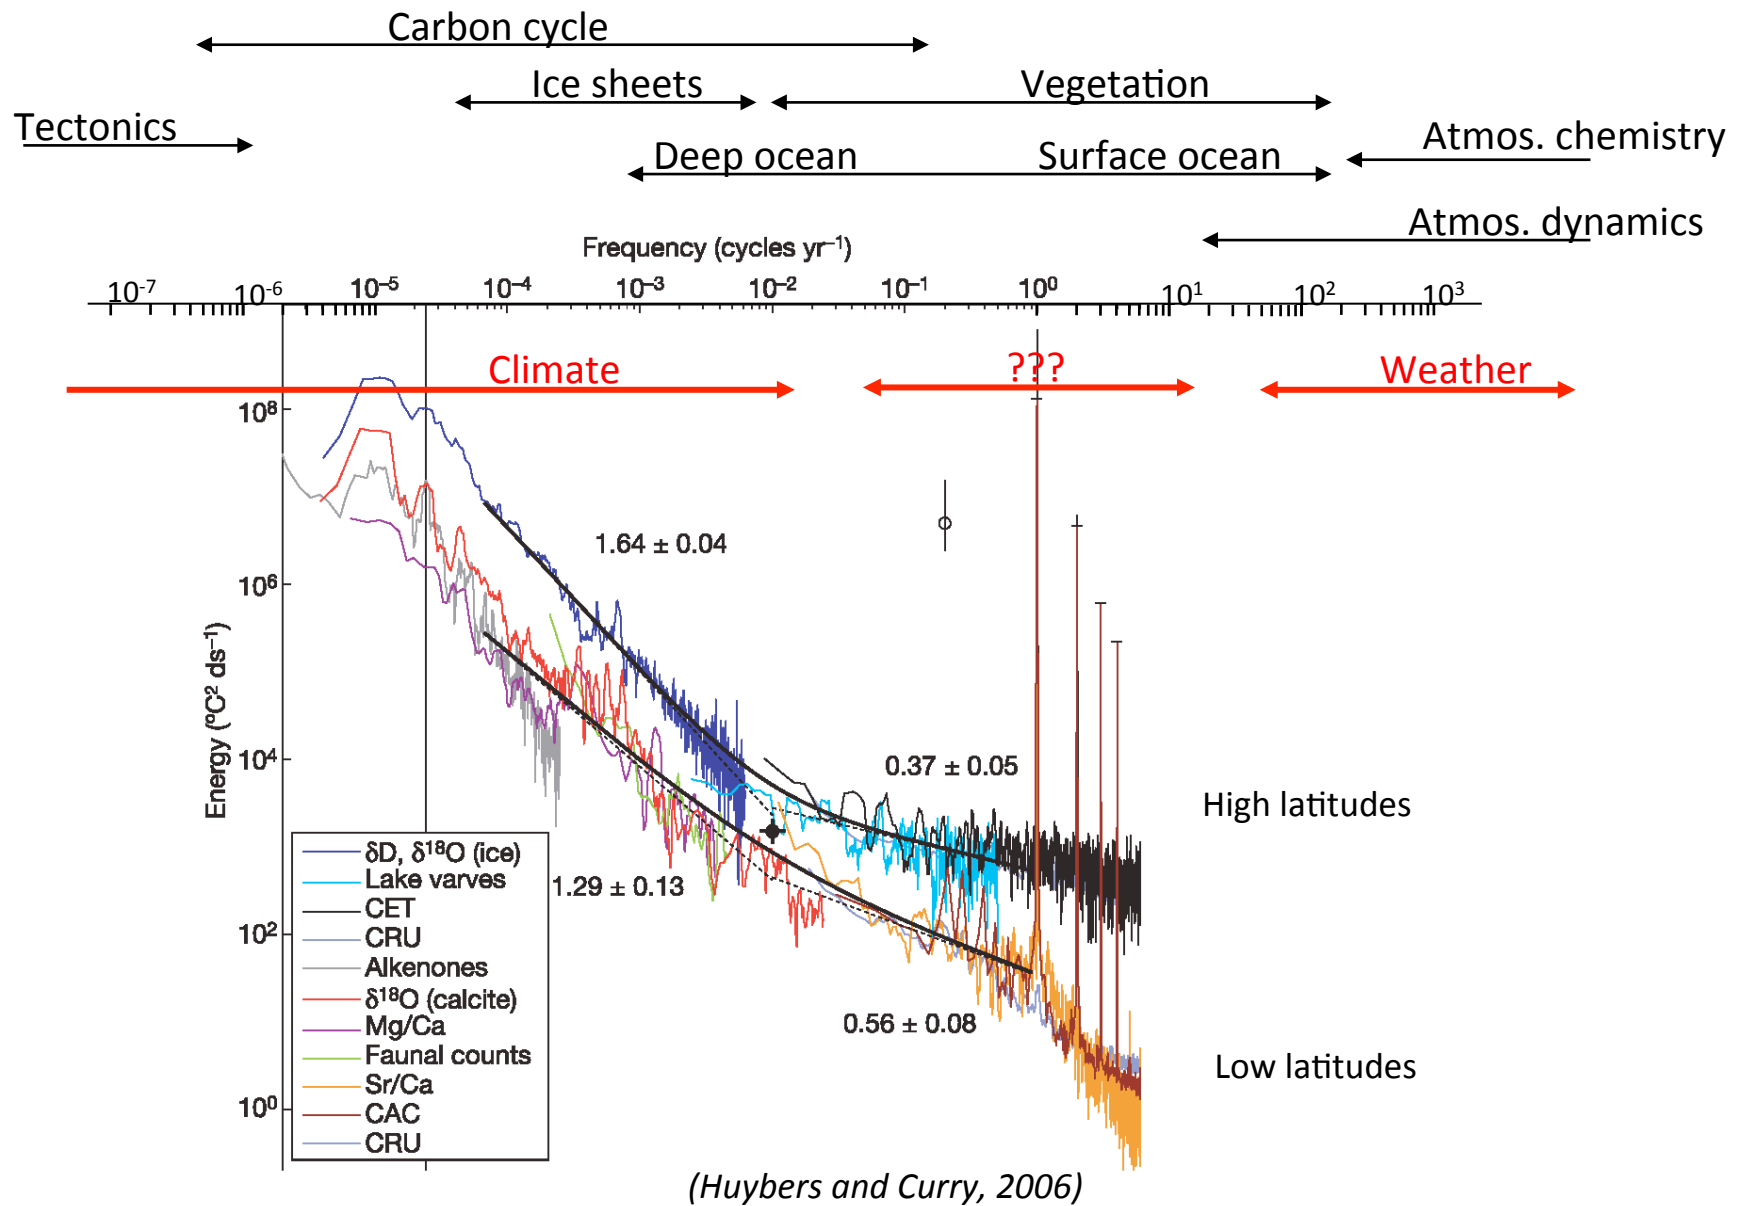 Carbon cycle
Ice sheets
Vegetation
Tectonics
Deep ocean
Surface ocean
Atmos. chemistry
Atmos. dynamics
Frequency (cycles yr⁻¹)
10⁻⁷ 10⁻⁶ 10⁻⁵ 10⁻⁴ 10⁻³ 10⁻² 10⁻¹ 10⁰ 10¹ 10² 10³
Climate
???
Weather
10⁸
10⁶
10⁴
10²
10⁰
Energy (ºC² ds⁻¹)
1.64 ± 0.04
0.37 ± 0.05
High latitudes
1.29 ± 0.13
0.56 ± 0.08
Low latitudes
δD, δ¹⁸O (ice)
Lake varves
CET
CRU
Alkenones
δ¹⁸O (calcite)
Mg/Ca
Faunal counts
Sr/Ca
CAC
CRU
(Huybers and Curry, 2006)